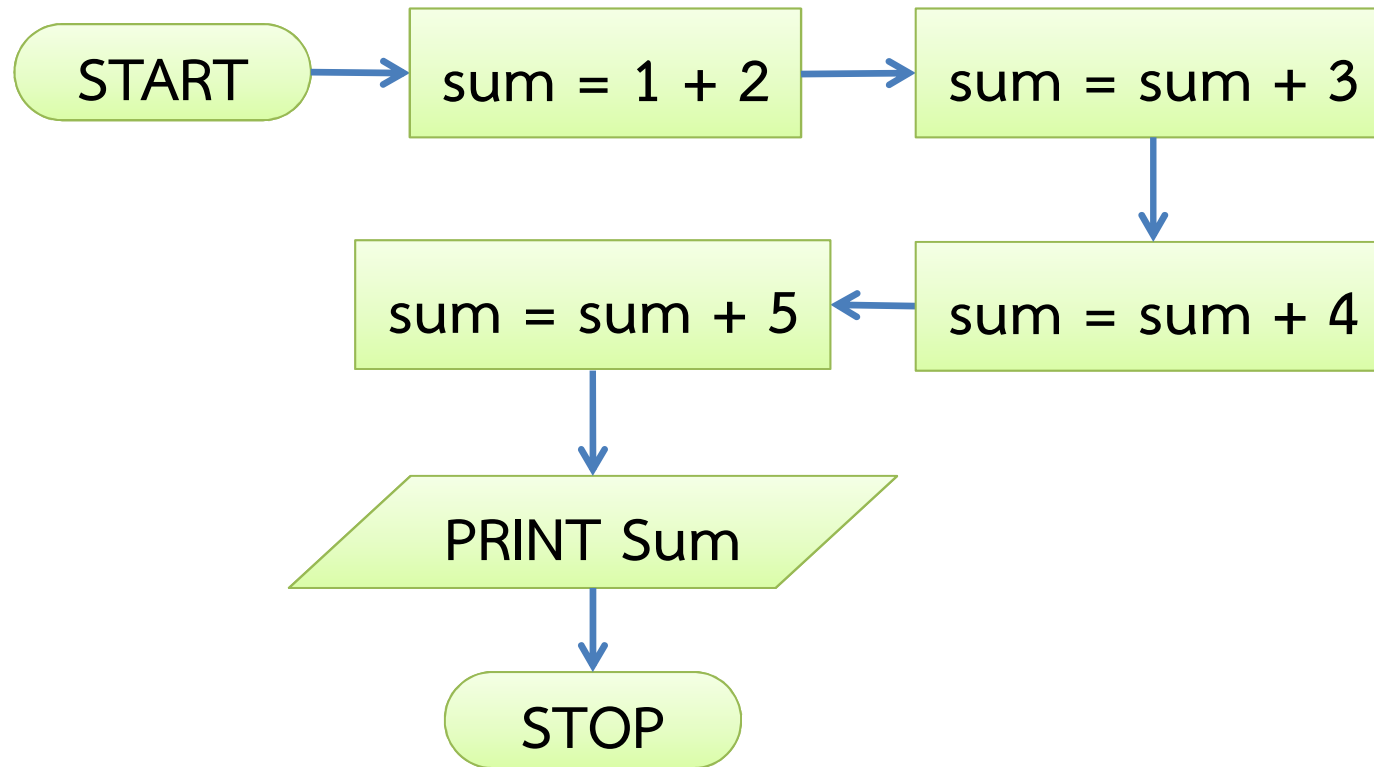 START
sum = 1 + 2
sum = sum + 3
sum = sum + 4
sum = sum + 5
PRINT Sum
STOP